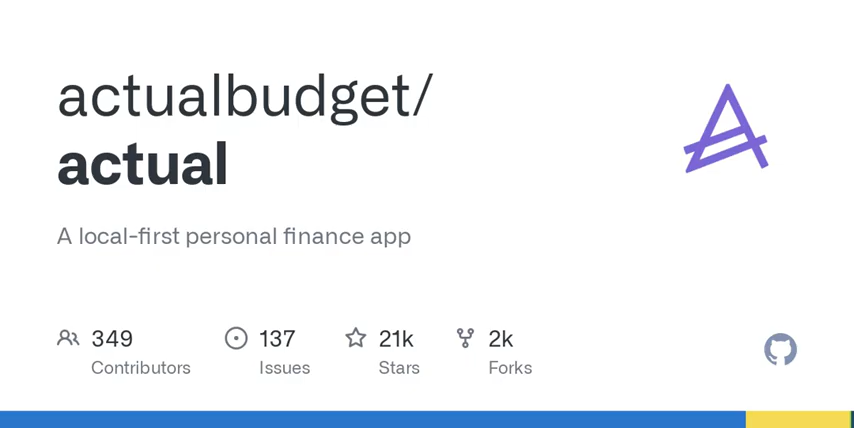 actualbudget/
actual
A local-first personal finance app
349 137 21k 2k
Contributors Issues Stars Forks